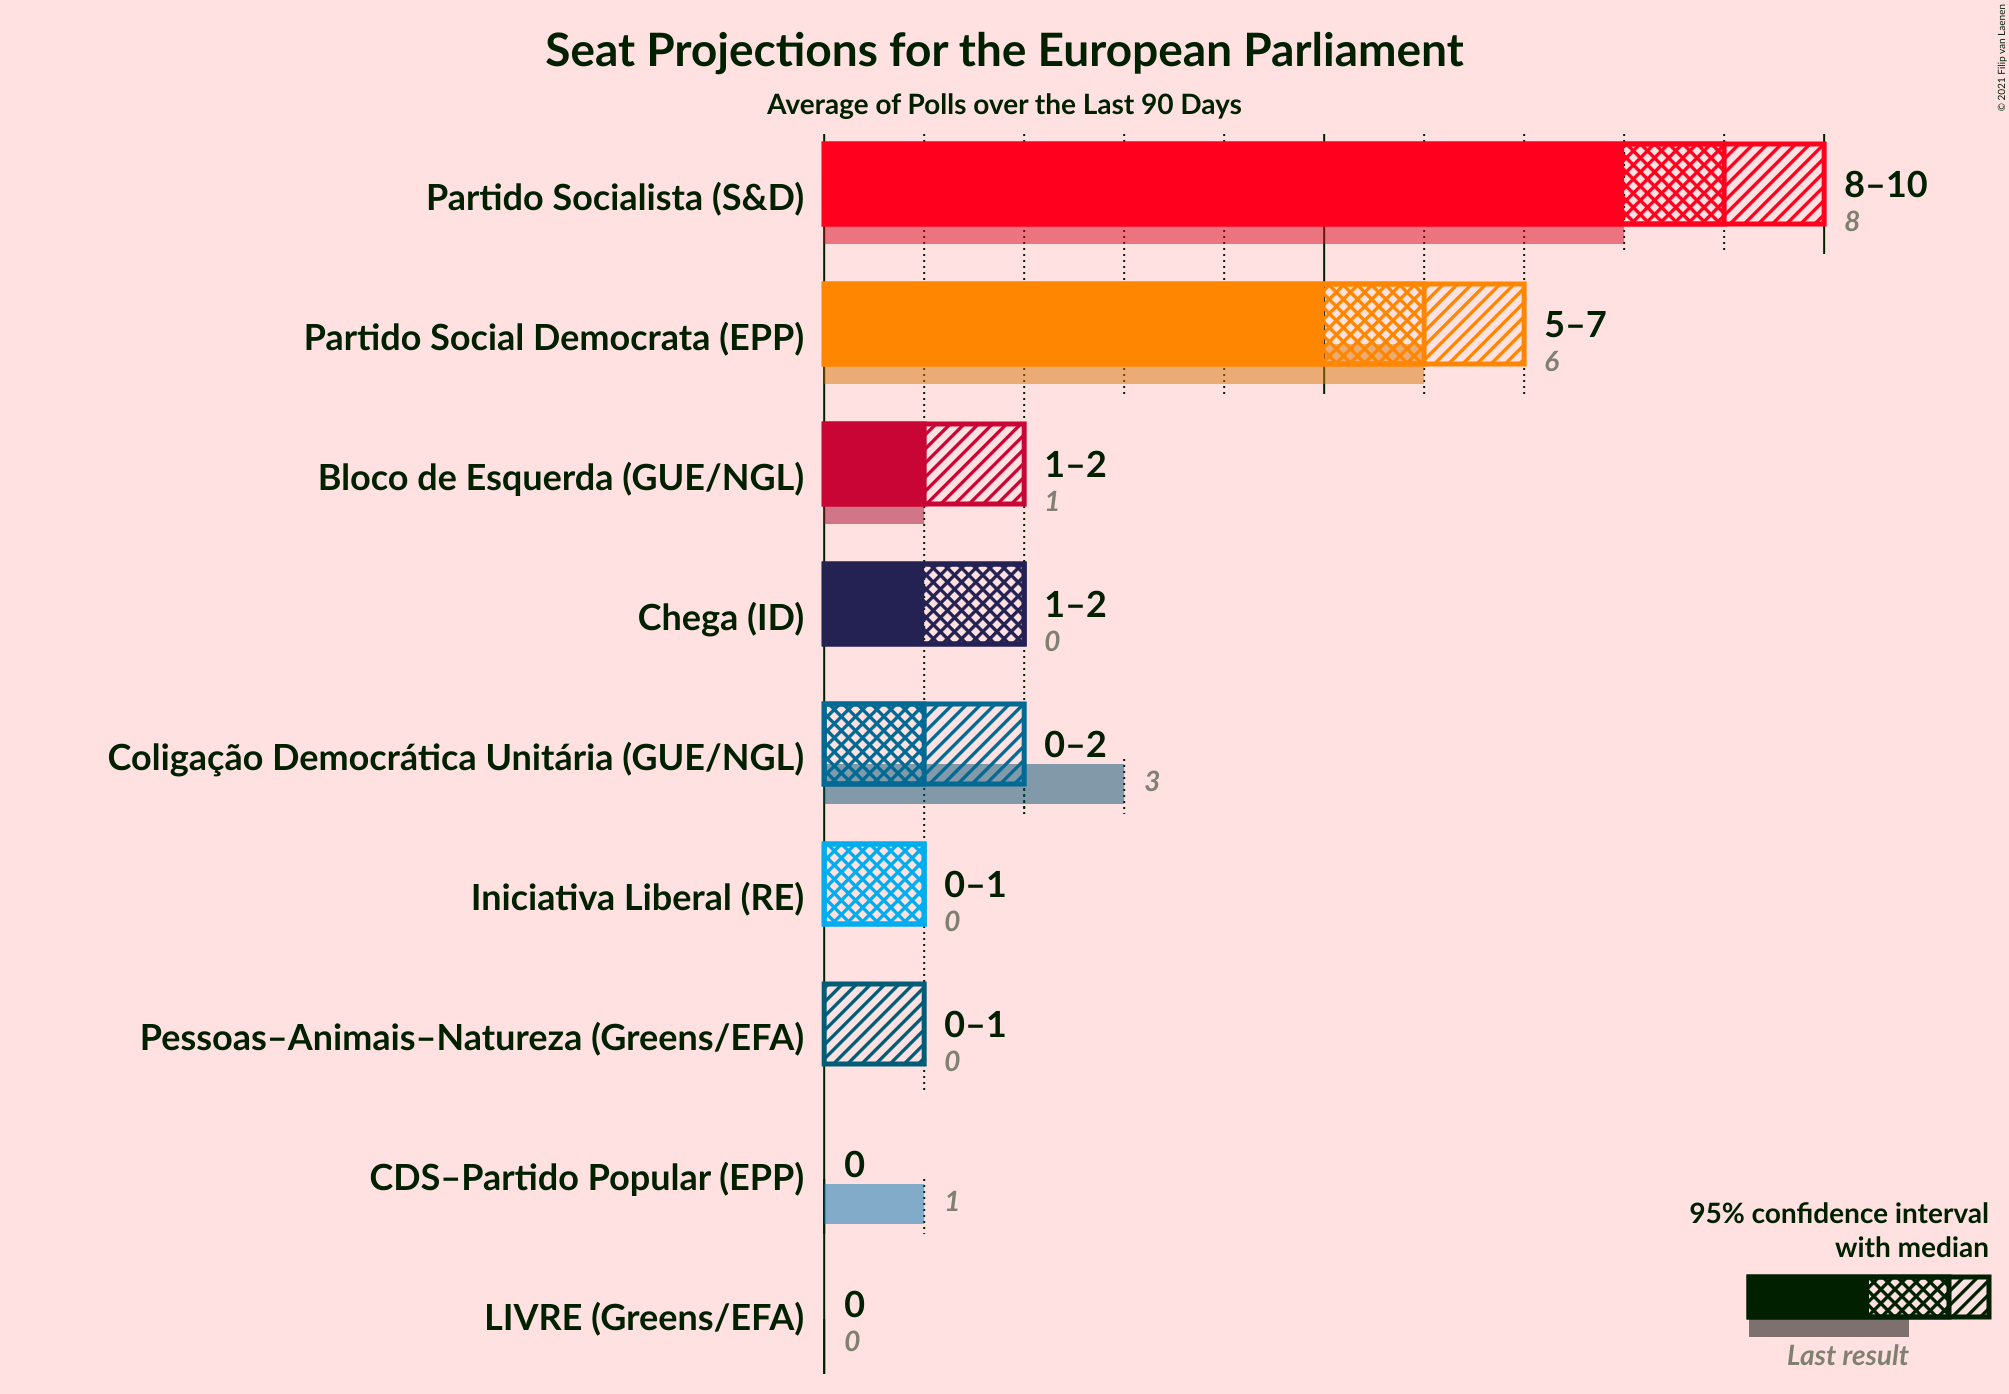 Seat Projections for the European Parliament
Average of Polls over the Last 90 Days
© 2021 Filip van Laenen
Partido Socialista (S&D)
8–10
8
Partido Social Democrata (EPP)
5–7
6
Bloco de Esquerda (GUE/NGL)
1–2
1
Chega (ID)
1–2
0
Coligação Democrática Unitária (GUE/NGL)
0–2
3
Iniciativa Liberal (RE)
0–1
0
Pessoas–Animais–Natureza (Greens/EFA)
0–1
0
CDS–Partido Popular (EPP)
0
1
LIVRE (Greens/EFA)
0
0
95% confidence interval
with median
Last result